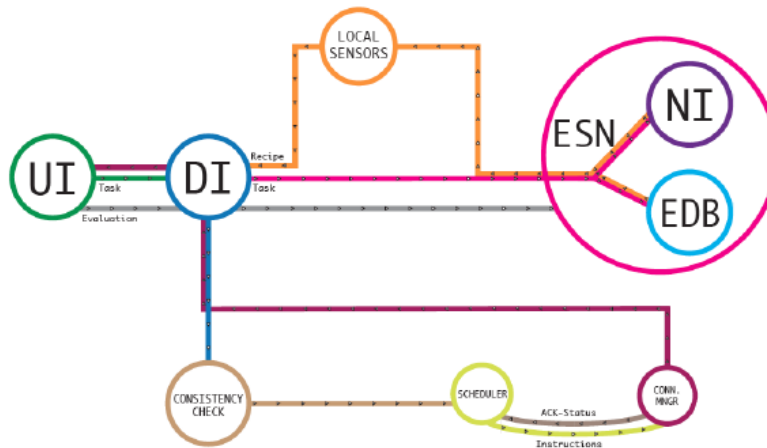 LOCAL
SENSORS
NI
ESN
Recipe
UI
DI
Task
Task
EDB
Evaluation
CONSISTENCY
CHECK
SCHEDULER
CONN.
MNGR
ACK-Status
Instructions